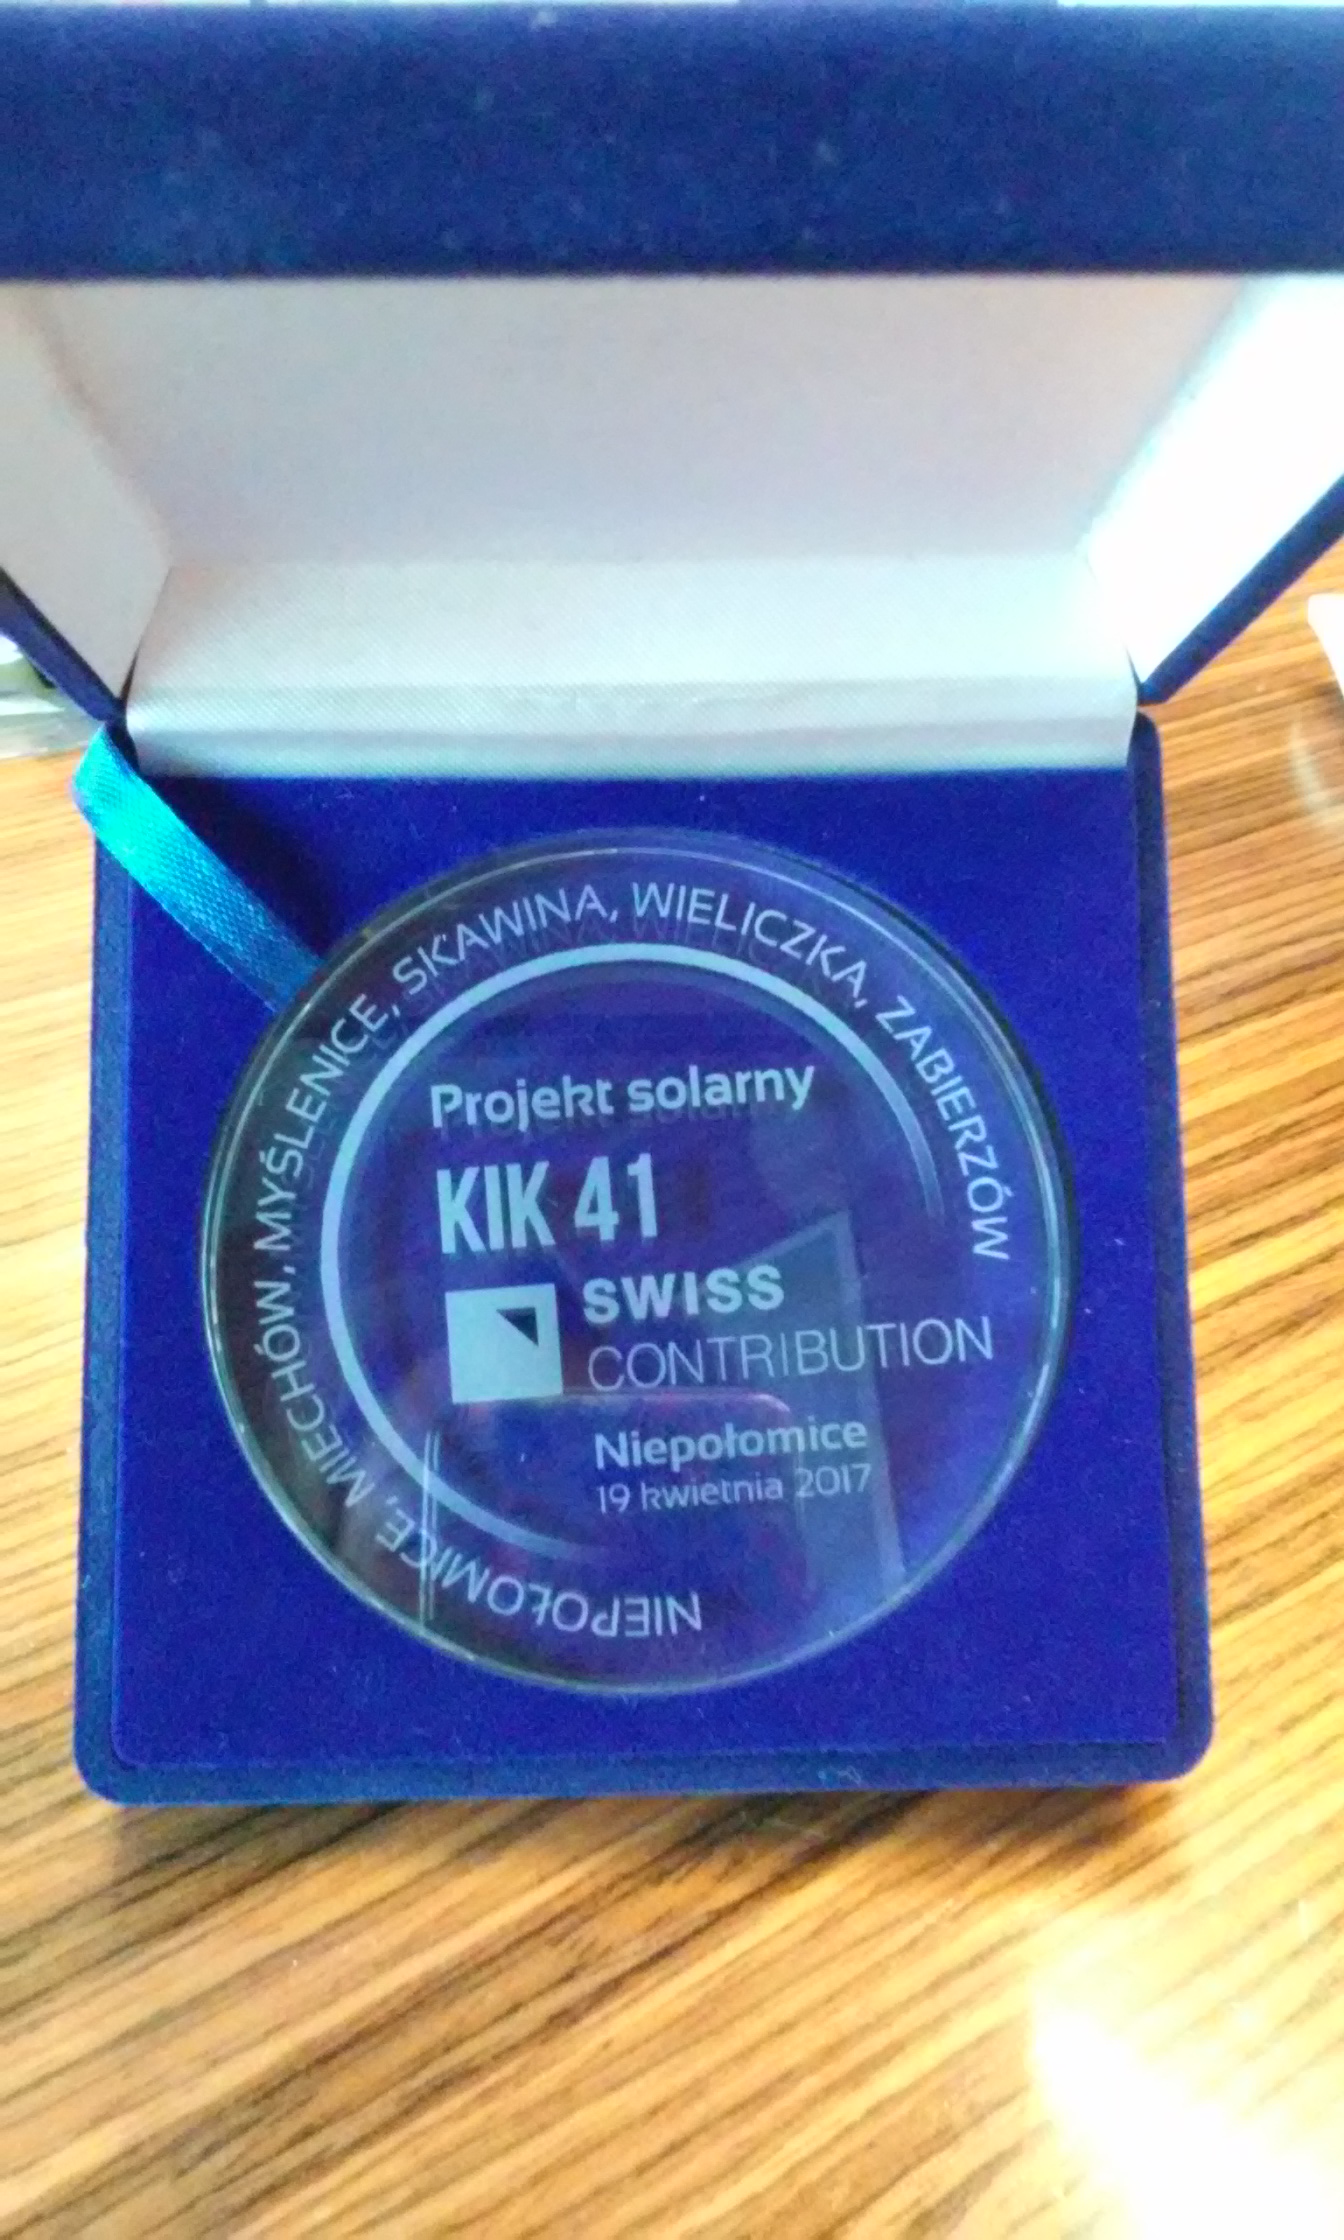 NIEPOŁOMICE, MIECHÓW, MYŚLENICE, SKAWINA, WIELICZKA, ZABIERZÓW
Projekt solarny
KIK 41
SWISS
CONTRIBUTION
Niepołomice
19 kwietnia 2017